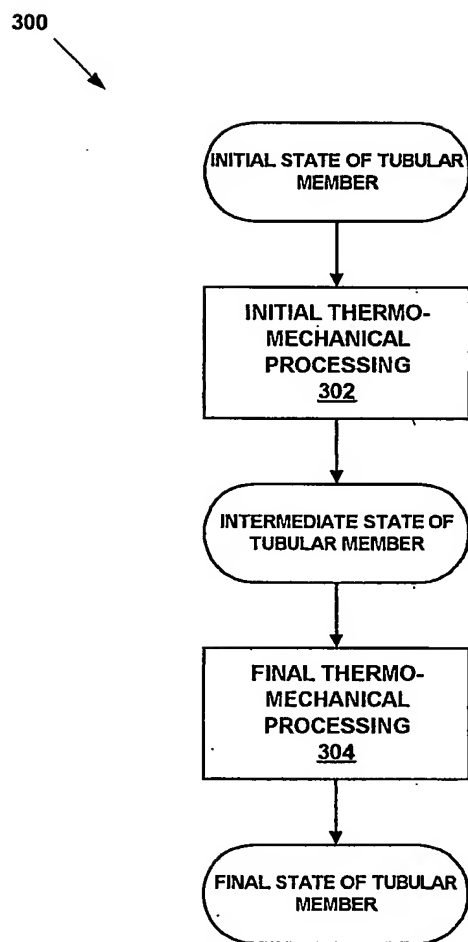 300
INITIAL STATE OF TUBULAR
MEMBER
INITIAL THERMO-
MECHANICAL
PROCESSING
302
INTERMEDIATE STATE OF
TUBULAR MEMBER
FINAL THERMO-
MECHANICAL
PROCESSING
304
FINAL STATE OF TUBULAR
MEMBER